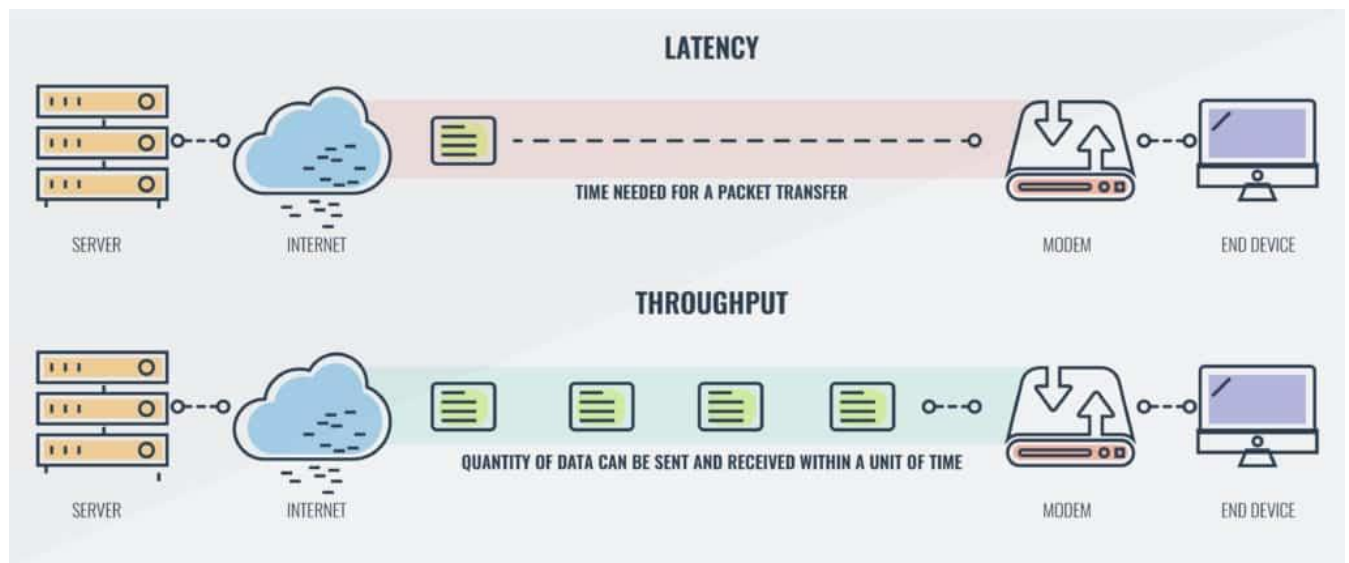 LATENCY
TIME NEEDED FOR A PACKET TRANSFER
SERVER
INTERNET
MODEM
END DEVICE
THROUGHPUT
QUANTITY OF DATA CAN BE SENT AND RECEIVED WITHIN A UNIT OF TIME
SERVER
INTERNET
MODEM
END DEVICE